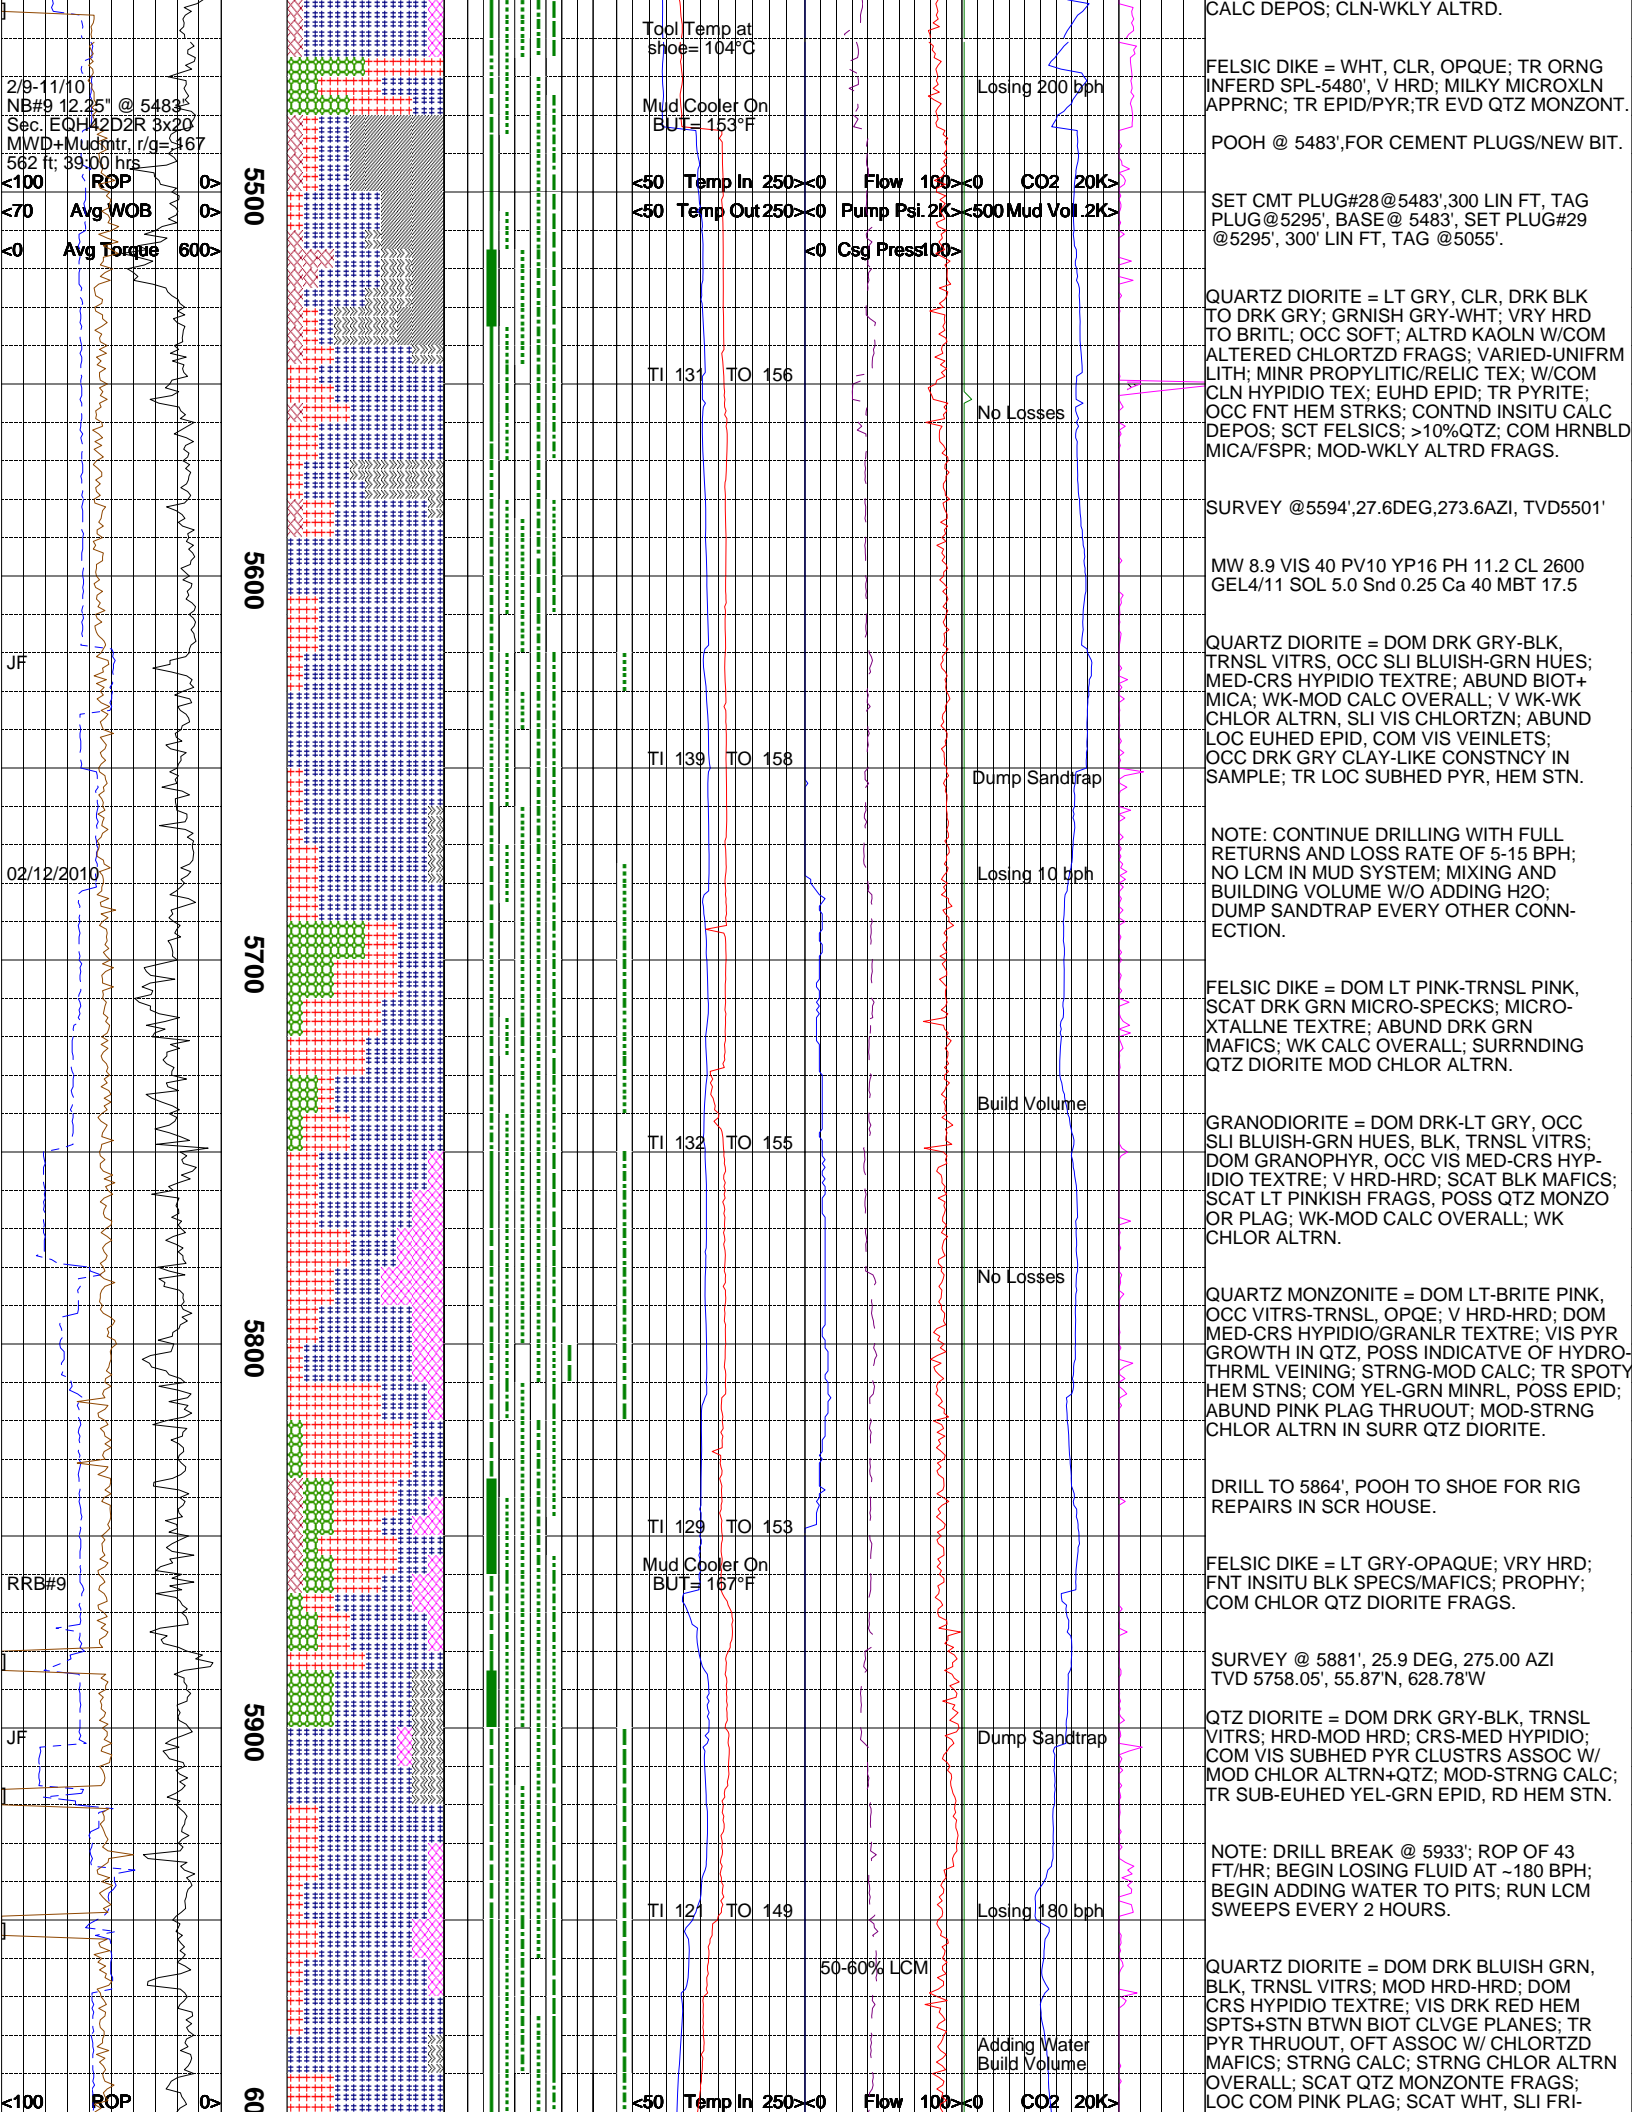 CALC DEPOS; CLN-WKLY ALTRD.
Tool Temp at
shoe= 104°C
FELSIC DIKE = WHT, CLR, OPQUE; TR ORNG
INFERD SPL-5480', V HRD; MILKY MICROXLN
APPRNC; TR EPID/PYR;TR EVD QTZ MONZONT.
2/9-11/10
NB#9 12.25" @ 5483'
Sec. EQH42D2R 3x20
MWD+Mudmtr, r/g=.167
562 ft; 39:00 hrs
Losing 200 bph
Mud Cooler On
BUT= 153°F
POOH @ 5483',FOR CEMENT PLUGS/NEW BIT.
<100 ROP 0>
<70 Avg WOB 0>
<0 Avg Torque 600>
5500
<50 Temp In 250><0 Flow 100><0 CO2 20K>
<50 Temp Out 250><0 Pump Psi. 2K><500 Mud Vol. 2K>
<0 Csg Press 100>
SET CMT PLUG#28@5483',300 LIN FT, TAG
PLUG@5295', BASE@ 5483', SET PLUG#29
@5295', 300' LIN FT, TAG @5055'.
QUARTZ DIORITE = LT GRY, CLR, DRK BLK
TO DRK GRY; GRNISH GRY-WHT; VRY HRD
TO BRITL; OCC SOFT; ALTRD KAOLN W/COM
ALTERED CHLORTZD FRAGS; VARIED-UNIFRM
LITH; MINR PROPYLITIC/RELIC TEX; W/COM
CLN HYPIDIO TEX; EUHD EPID; TR PYRITE;
OCC FNT HEM STRKS; CONTND INSITU CALC
DEPOS; SCT FELSICS; >10%QTZ; COM HRNBLD
MICA/FSPR; MOD-WKLY ALTRD FRAGS.
TI 131 TO 156
No Losses
SURVEY @5594',27.6DEG,273.6AZI, TVD5501'
5600
MW 8.9 VIS 40 PV10 YP16 PH 11.2 CL 2600
GEL4/11 SOL 5.0 Snd 0.25 Ca 40 MBT 17.5
JF
QUARTZ DIORITE = DOM DRK GRY-BLK,
TRNSL VITRS, OCC SLI BLUISH-GRN HUES;
MED-CRS HYPIDIO TEXTRE; ABUND BIOT+
MICA; WK-MOD CALC OVERALL; V WK-WK
CHLOR ALTRN, SLI VIS CHLORTZN; ABUND
LOC EUHED EPID, COM VIS VEINLETS;
OCC DRK GRY CLAY-LIKE CONSTNCY IN
SAMPLE; TR LOC SUBHED PYR, HEM STN.
TI 139 TO 158
Dump Sandtrap
02/12/2010
Losing 10 bph
NOTE: CONTINUE DRILLING WITH FULL
RETURNS AND LOSS RATE OF 5-15 BPH;
NO LCM IN MUD SYSTEM; MIXING AND
BUILDING VOLUME W/O ADDING H2O;
DUMP SANDTRAP EVERY OTHER CONN-
ECTION.
5700
FELSIC DIKE = DOM LT PINK-TRNSL PINK,
SCAT DRK GRN MICRO-SPECKS; MICRO-
XTALLNE TEXTRE; ABUND DRK GRN
MAFICS; WK CALC OVERALL; SURRNDING
QTZ DIORITE MOD CHLOR ALTRN.
Build Volume
TI 132 TO 155
GRANODIORITE = DOM DRK-LT GRY, OCC
SLI BLUISH-GRN HUES, BLK, TRNSL VITRS;
DOM GRANOPHYR, OCC VIS MED-CRS HYP-
IDIO TEXTRE; V HRD-HRD; SCAT BLK MAFICS;
SCAT LT PINKISH FRAGS, POSS QTZ MONZO
OR PLAG; WK-MOD CALC OVERALL; WK
CHLOR ALTRN.
No Losses
5800
QUARTZ MONZONITE = DOM LT-BRITE PINK,
OCC VITRS-TRNSL, OPQE; V HRD-HRD; DOM
MED-CRS HYPIDIO/GRANLR TEXTRE; VIS PYR
GROWTH IN QTZ, POSS INDICATVE OF HYDRO-
THRML VEINING; STRNG-MOD CALC; TR SPOTY
HEM STNS; COM YEL-GRN MINRL, POSS EPID;
ABUND PINK PLAG THRUOUT; MOD-STRNG
CHLOR ALTRN IN SURR QTZ DIORITE.
DRILL TO 5864', POOH TO SHOE FOR RIG
REPAIRS IN SCR HOUSE.
TI 129 TO 153
Mud Cooler On
BUT= 167°F
RRB#9
FELSIC DIKE = LT GRY-OPAQUE; VRY HRD;
FNT INSITU BLK SPECS/MAFICS; PROPHY;
COM CHLOR QTZ DIORITE FRAGS.
SURVEY @ 5881', 25.9 DEG, 275.00 AZI
TVD 5758.05', 55.87'N, 628.78'W
5900
JF
Dump Sandtrap
QTZ DIORITE = DOM DRK GRY-BLK, TRNSL
VITRS; HRD-MOD HRD; CRS-MED HYPIDIO;
COM VIS SUBHED PYR CLUSTRS ASSOC W/
MOD CHLOR ALTRN+QTZ; MOD-STRNG CALC;
TR SUB-EUHED YEL-GRN EPID, RD HEM STN.
NOTE: DRILL BREAK @ 5933'; ROP OF 43
FT/HR; BEGIN LOSING FLUID AT ~180 BPH;
BEGIN ADDING WATER TO PITS; RUN LCM
SWEEPS EVERY 2 HOURS.
TI 121 TO 149
Losing 180 bph
50-60% LCM
QUARTZ DIORITE = DOM DRK BLUISH GRN,
BLK, TRNSL VITRS; MOD HRD-HRD; DOM
CRS HYPIDIO TEXTRE; VIS DRK RED HEM
SPTS+STN BTWN BIOT CLVGE PLANES; TR
PYR THRUOUT, OFT ASSOC W/ CHLORTZD
MAFICS; STRNG CALC; STRNG CHLOR ALTRN
OVERALL; SCAT QTZ MONZONTE FRAGS;
LOC COM PINK PLAG; SCAT WHT, SLI FRI-
Adding Water
Build Volume
<100 ROP 0>
60
<50 Temp In 250><0 Flow 100><0 CO2 20K>